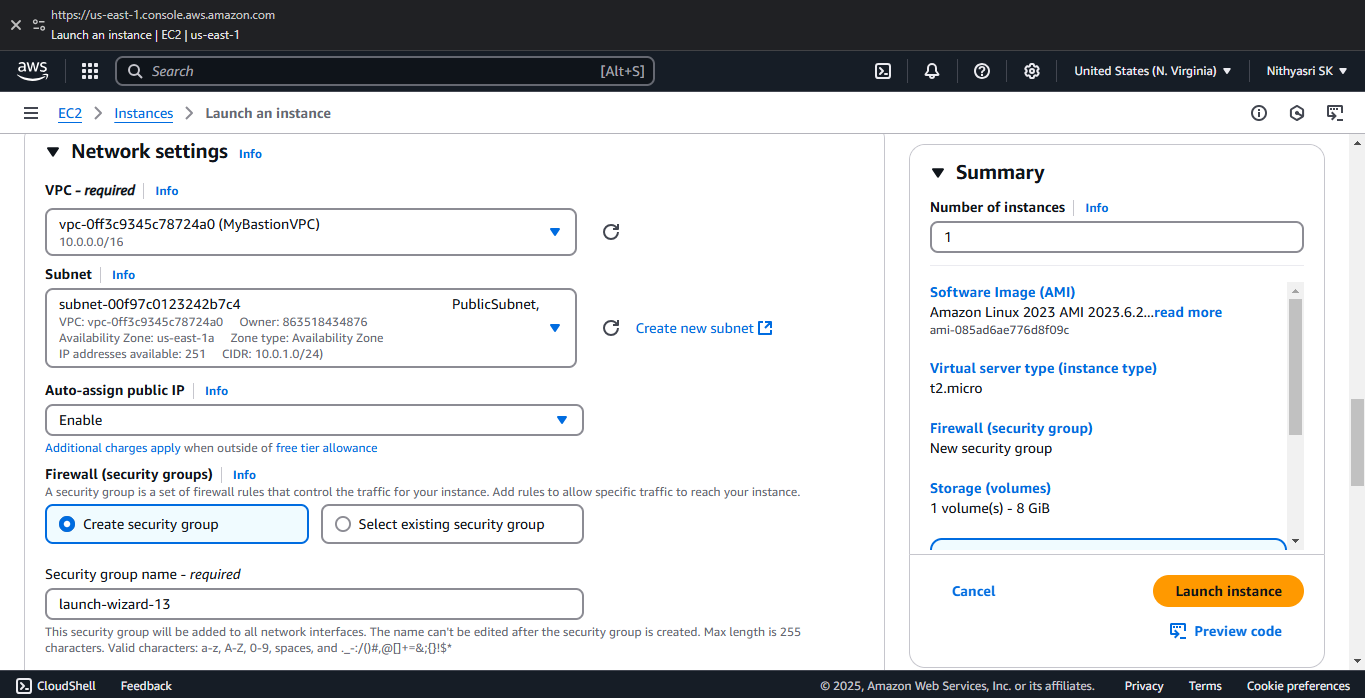 https://us-east-1.console.aws.amazon.com
Launch an instance | EC2 | us-east-1
aws
Search [Alt+S]
United States (N. Virginia)
Nithyasri SK
EC2 > Instances > Launch an instance
Network settings Info
VPC - required Info
vpc-0ff3c9345c78724a0 (MyBastionVPC)
10.0.0.0/16
Subnet Info
subnet-00f97c0123242b7c4 PublicSubnet,
VPC: vpc-0ff3c9345c78724a0 Owner: 863518434876
Availability Zone: us-east-1a Zone type: Availability Zone
IP addresses available: 251 CIDR: 10.0.1.0/24)
Create new subnet
Auto-assign public IP Info
Enable
Additional charges apply when outside of free tier allowance
Firewall (security groups) Info
A security group is a set of firewall rules that control the traffic for your instance. Add rules to allow specific traffic to reach your instance.
Create security group
Select existing security group
Security group name - required
launch-wizard-13
This security group will be added to all network interfaces. The name can't be edited after the security group is created. Max length is 255
characters. Valid characters: a-z, A-Z, 0-9, spaces, and ._-:/()#,@[]+=&;{}!$*
Summary
Number of instances Info
1
Software Image (AMI)
Amazon Linux 2023 AMI 2023.6.2...read more
ami-085ad6ae776d8f09c
Virtual server type (instance type)
t2.micro
Firewall (security group)
New security group
Storage (volumes)
1 volume(s) - 8 GiB
Cancel
Launch instance
Preview code
CloudShell
Feedback
© 2025, Amazon Web Services, Inc. or its affiliates.
Privacy
Terms
Cookie preferences